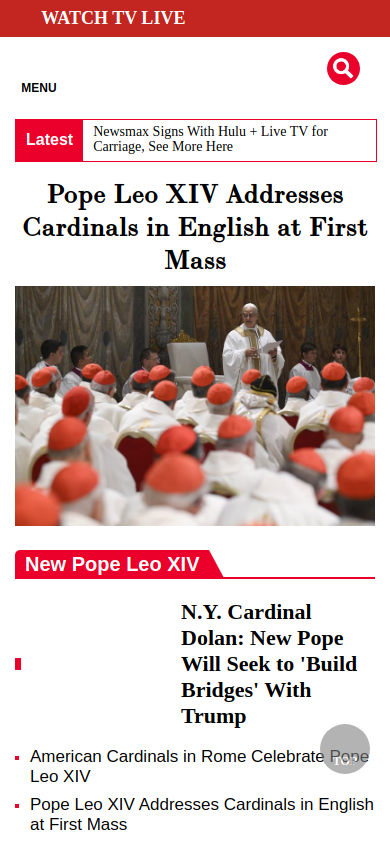 WATCH TV LIVE
MENU
Latest
Newsmax Signs With Hulu + Live TV for
Carriage, See More Here
Pope Leo XIV Addresses
Cardinals in English at First
Mass
New Pope Leo XIV
N.Y. Cardinal
Dolan: New Pope
Will Seek to 'Build
Bridges' With
Trump
American Cardinals in Rome Celebrate Pope
Leo XIV
TOP
Pope Leo XIV Addresses Cardinals in English
at First Mass